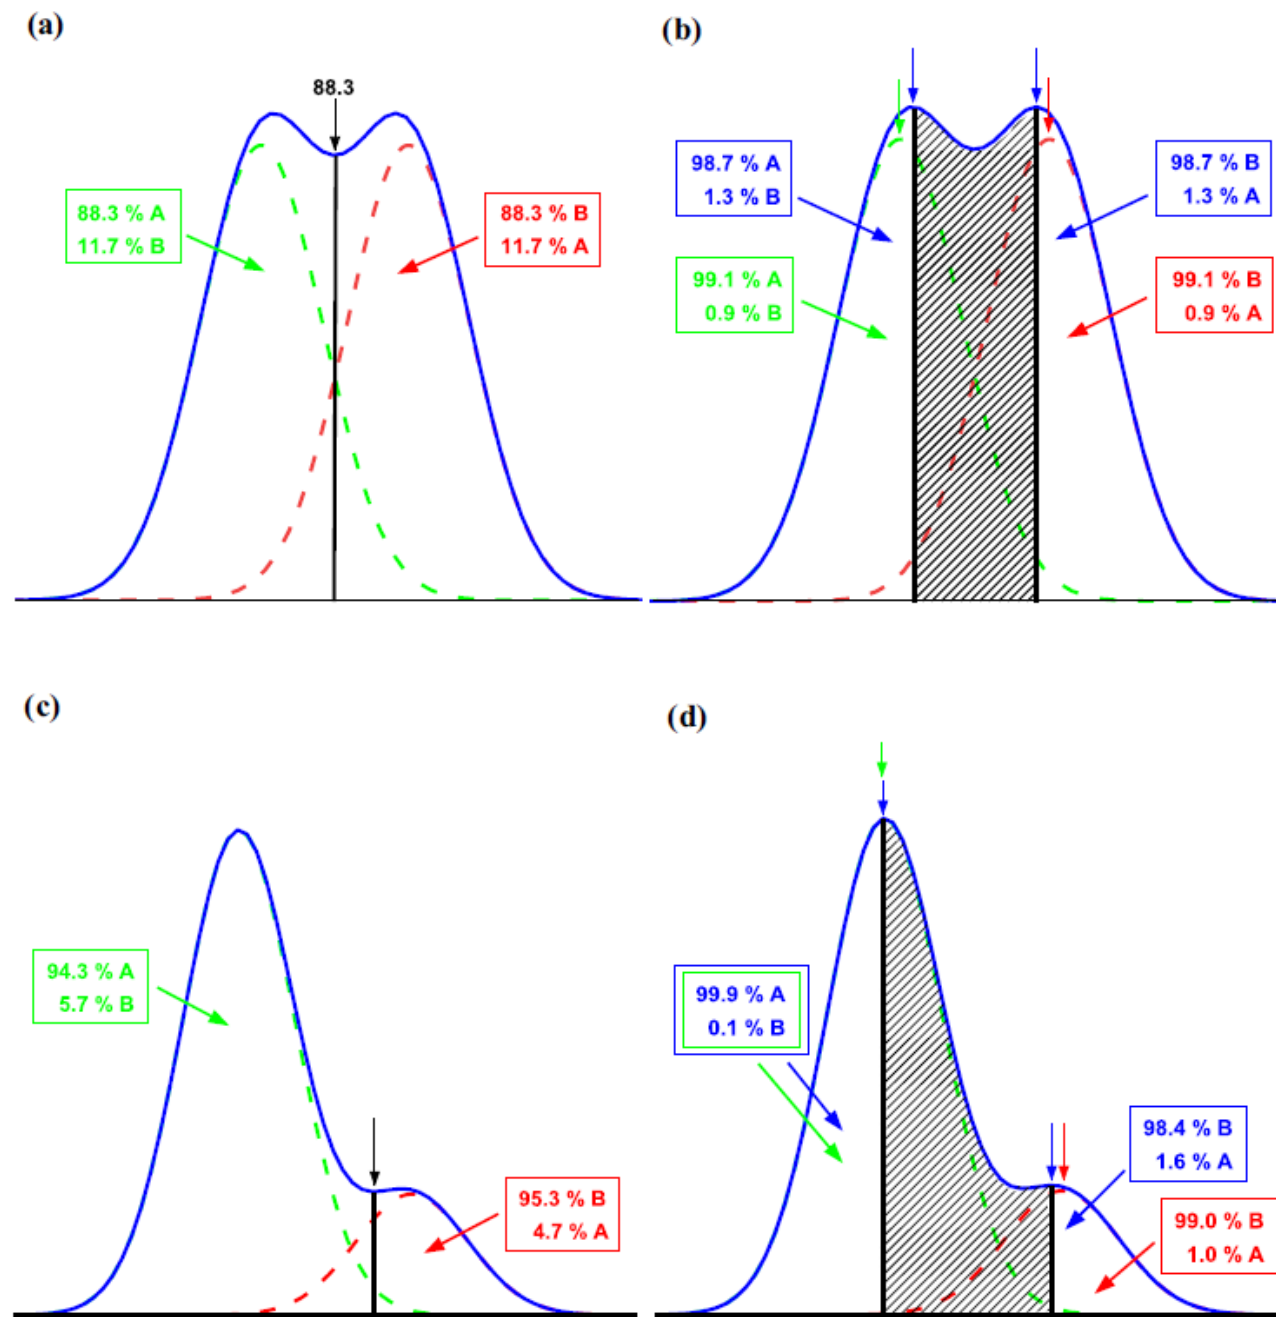 (a)
88.3
88.3 % A
11.7 % B
88.3 % B
11.7 % A
(b)
98.7 % A
1.3 % B
98.7 % B
1.3 % A
99.1 % A
0.9 % B
99.1 % B
0.9 % A
(c)
94.3 % A
5.7 % B
95.3 % B
4.7 % A
(d)
99.9 % A
0.1 % B
98.4 % B
1.6 % A
99.0 % B
1.0 % A